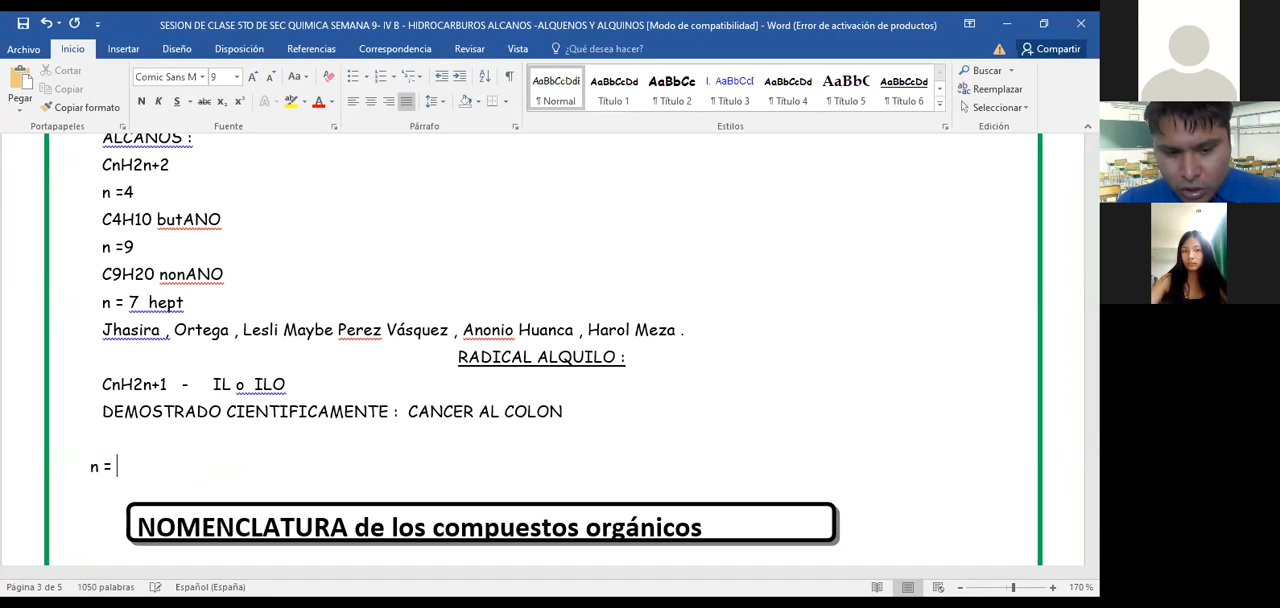 SESION DE CLASE 5TO DE SEC QUIMICA SEMANA 9- IV B - HIDROCARBUROS ALCANOS -ALQUENOS Y ALQUINOS [Modo de compatibilidad] - Word (Error de activación de productos)
Archivo Inicio Insertar Diseño Disposición Referencias Correspondencia Revisar Vista ¿Qué desea hacer? Compartir
Pegar Cortar Copiar Copiar formato
Comic Sans M 9
AaBbCcDdI AaBbCcDd AaBbCc I. AaBbCcI AaBbCcDd AaBbC AaBbCcDd
¶ Normal ¶ Título 1 ¶ Título 2 ¶ Título 3 ¶ Título 4 ¶ Título 5 ¶ Título 6
Buscar
Reemplazar
Seleccionar
Portapapeles Fuente Párrafo Estilos Edición
ALCANOS :
CnH2n+2
n =4
C4H10 butANO
n =9
C9H20 nonANO
n = 7 hept
Jhasira , Ortega , Lesli Maybe Perez Vásquez , Anonio Huanca , Harol Meza .
RADICAL ALQUILO :
CnH2n+1 - IL o ILO
DEMOSTRADO CIENTIFICAMENTE : CANCER AL COLON
n =
NOMENCLATURA de los compuestos orgánicos
Página 3 de 5 1050 palabras Español (España) 170 %